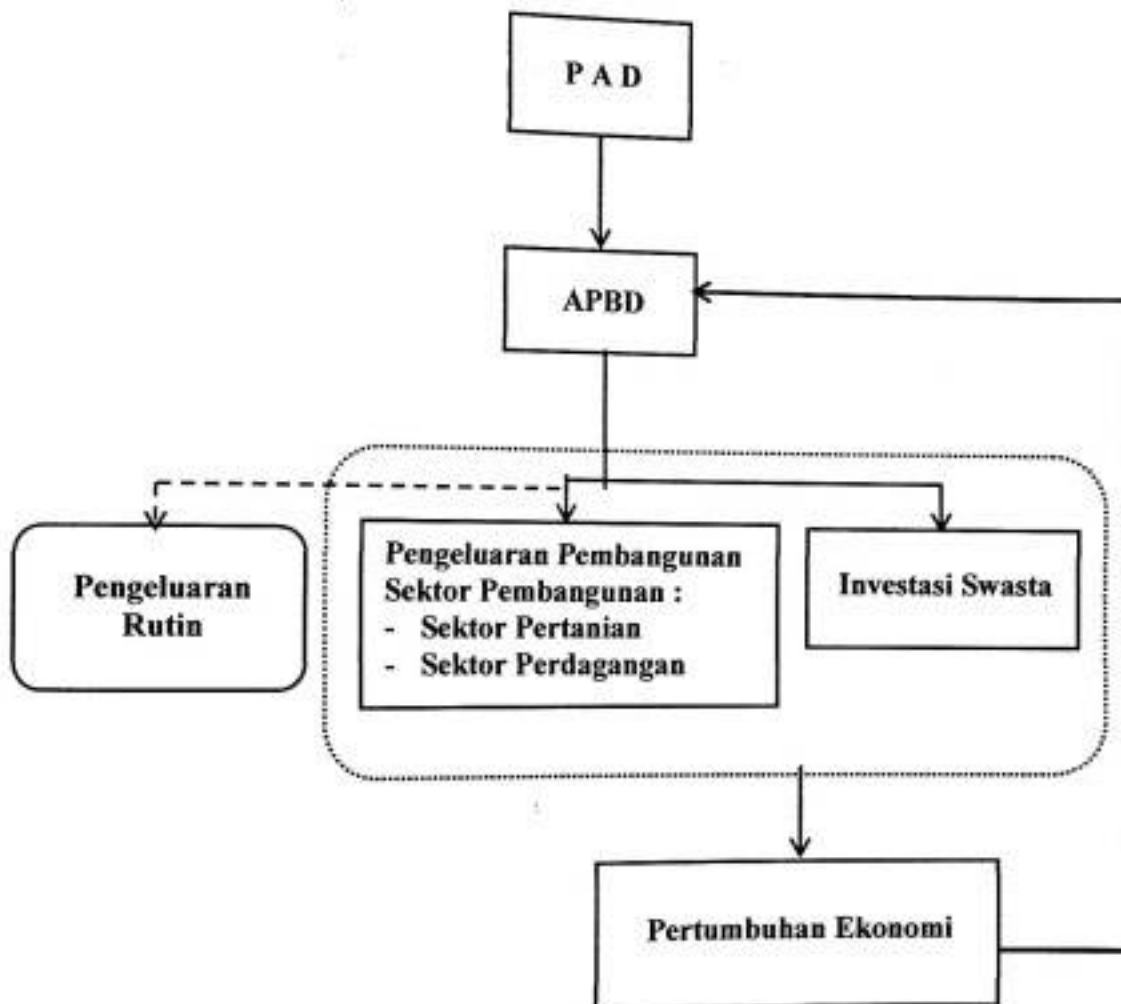 P A D
APBD
Pengeluaran
Rutin
Pengeluaran Pembangunan
Sektor Pembangunan :
- Sektor Pertanian
- Sektor Perdagangan
Investasi Swasta
Pertumbuhan Ekonomi